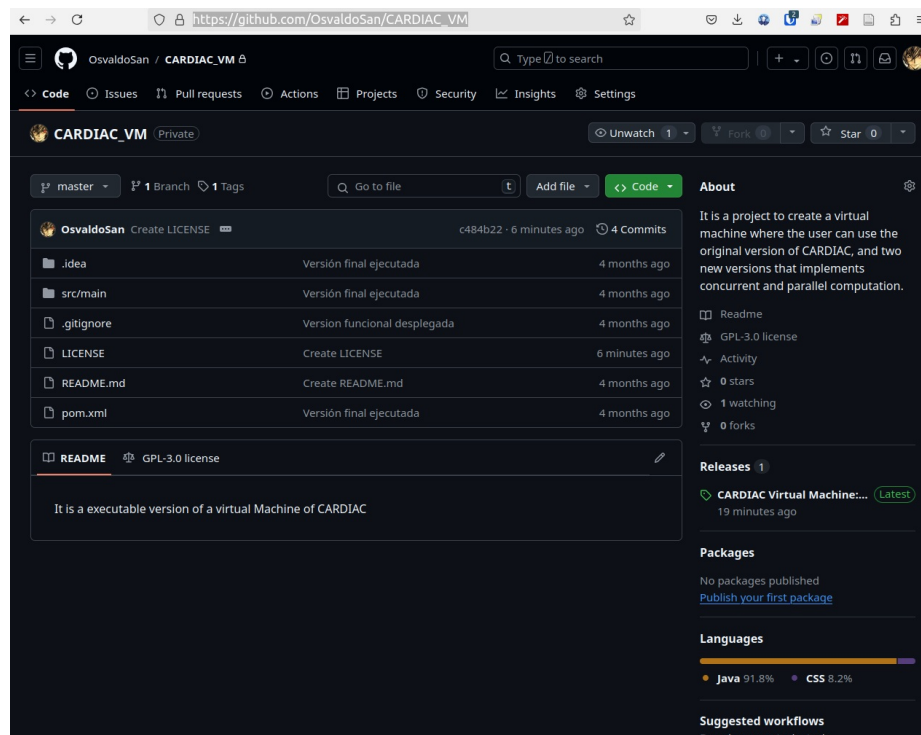 https://github.com/OsvaldoSan/CARDIAC_VM
2
OsvaldoSan / CARDIAC_VM
Type / to search
Code Issues Pull requests Actions Projects Security Insights Settings
CARDIAC_VM Private
Unwatch 1 Fork 0 Star 0
master 1 Branch 1 Tags Go to file t Add file Code
OsvaldoSan Create LICENSE c484b22 · 6 minutes ago 4 Commits
.idea Versión final ejecutada 4 months ago
src/main Versión final ejecutada 4 months ago
.gitignore Version funcional desplegada 4 months ago
LICENSE Create LICENSE 6 minutes ago
README.md Create README.md 4 months ago
pom.xml Versión final ejecutada 4 months ago
README GPL-3.0 license
It is a executable version of a virtual Machine of CARDIAC
About
It is a project to create a virtual
machine where the user can use the
original version of CARDIAC, and two
new versions that implements
concurrent and parallel computation.
Readme
GPL-3.0 license
Activity
0 stars
1 watching
0 forks
Releases 1
CARDIAC Virtual Machine:... Latest
19 minutes ago
Packages
No packages published
Publish your first package
Languages
Java 91.8% CSS 8.2%
Suggested workflows